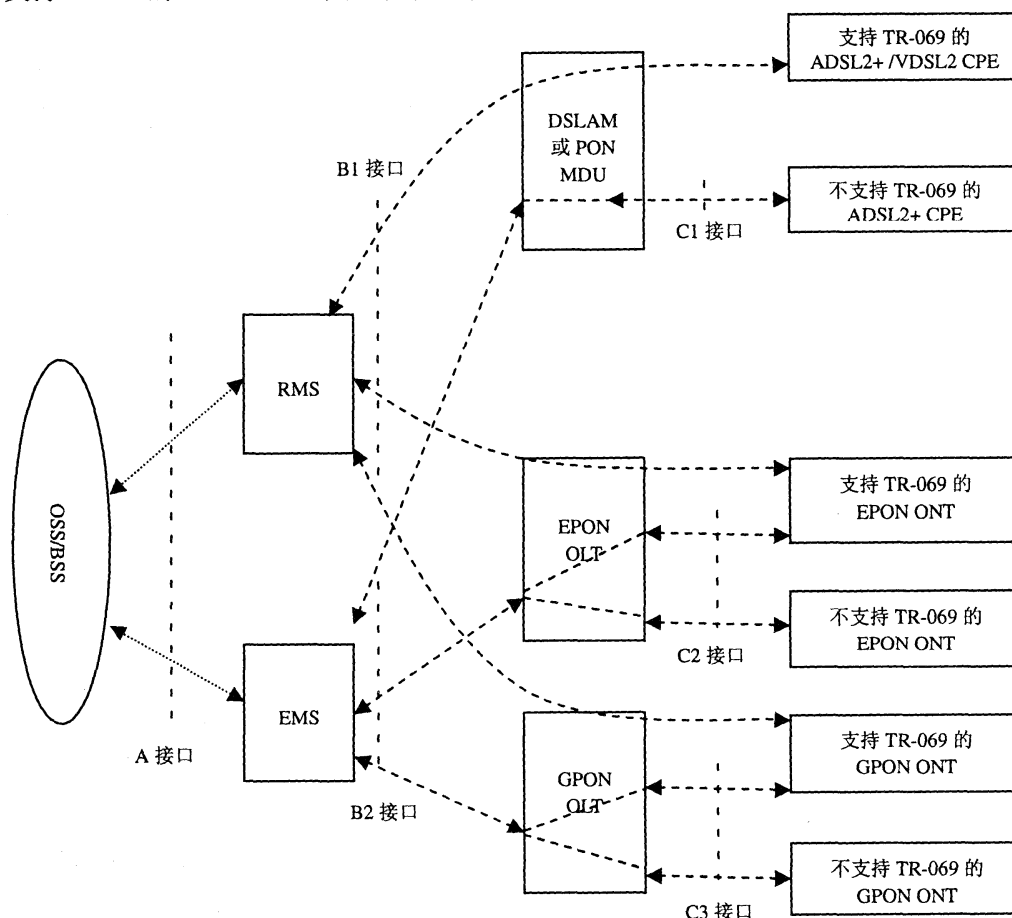 支持 TR-069 的
ADSL2+ /VDSL2 CPE
DSLAM
或 PON
MDU
B1 接口
不支持 TR-069 的
ADSL2+ CPE
C1 接口
RMS
OSS/BSS
支持 TR-069 的
EPON ONT
EPON
OLT
不支持 TR-069 的
EPON ONT
C2 接口
EMS
A 接口
支持 TR-069 的
GPON ONT
GPON
OLT
B2 接口
不支持 TR-069 的
GPON ONT
C3 接口